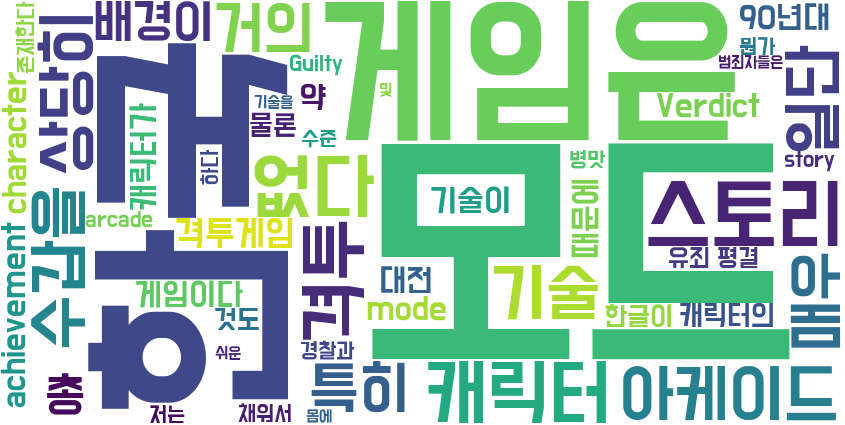 배경이
거의
게임은
90년대
뭔가
범죄자들은
존재한다
상당히
Guilty
기술을
및
약
물론
수준
Verdict
story
character
캐릭터가
하다
없다
병맛
기술이
때문에
스토리
모드
수갑을
arcade
격투게임
격투
대전
기술
유죄 평결
매우
achievement
게임이다
mode
한글이
캐릭터의
것도
쉬운
경찰과
총
특히
캐릭터
아케이드
저는
채워서
몸에